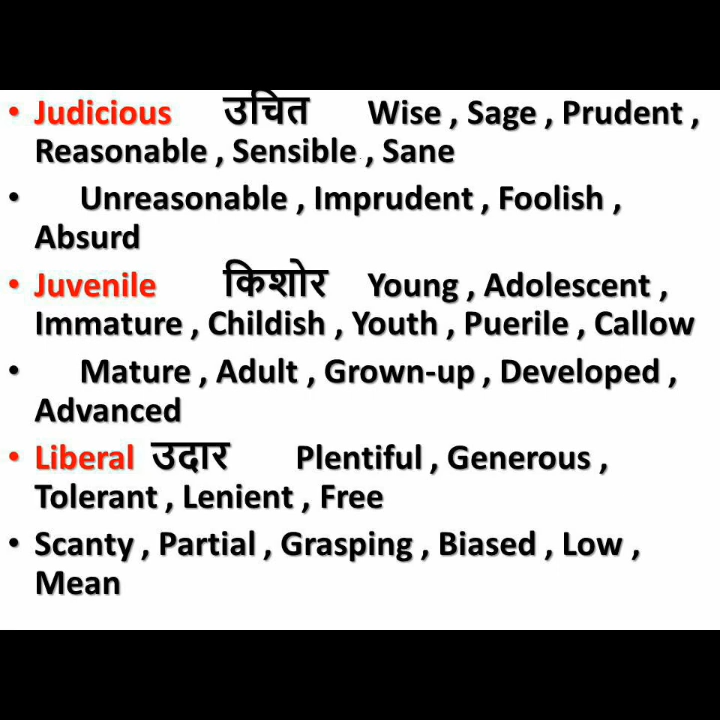 • Judicious उचित Wise , Sage , Prudent ,
Reasonable , Sensible , Sane
• Unreasonable , Imprudent , Foolish ,
Absurd
• Juvenile किशोर Young , Adolescent ,
Immature , Childish , Youth , Puerile , Callow
• Mature , Adult , Grown-up , Developed ,
Advanced
• Liberal उदार Plentiful , Generous ,
Tolerant , Lenient , Free
• Scanty , Partial , Grasping , Biased , Low ,
Mean